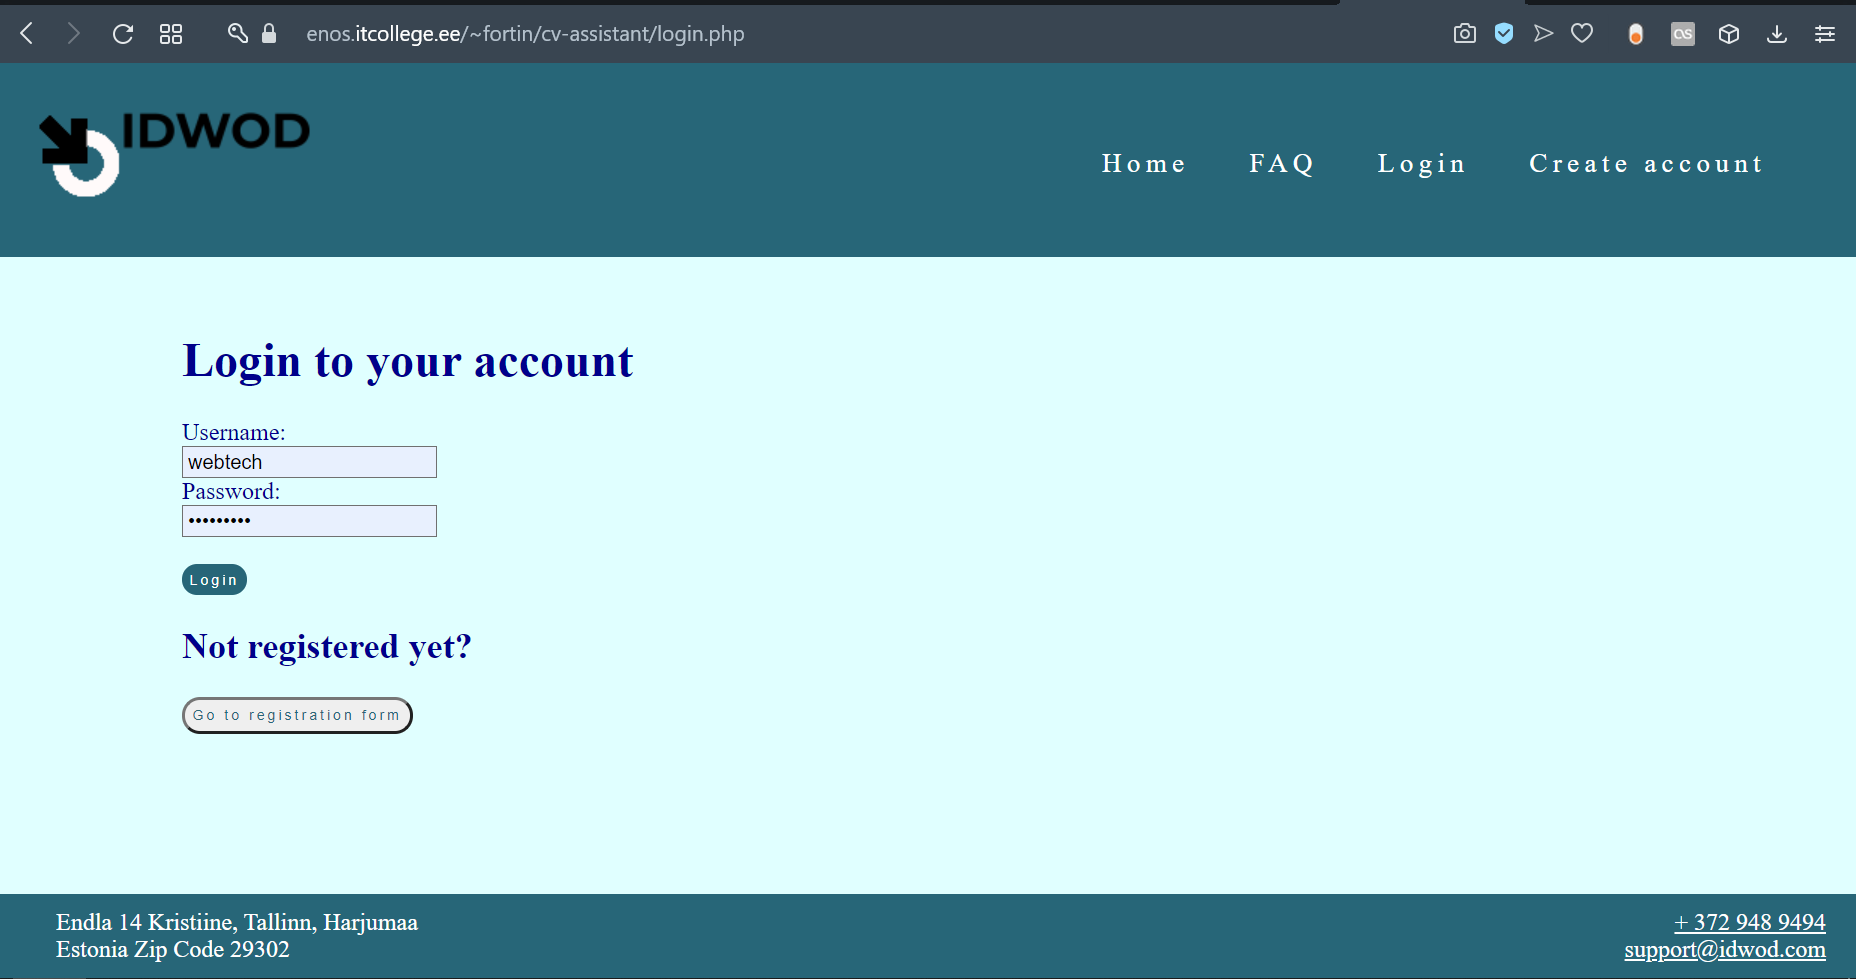 enos.itcollege.ee/~fortin/cv-assistant/login.php
IDWOD
Home FAQ Login Create account
Login to your account
Username:
webtech
Password:
•••••••••
Login
Not registered yet?
Go to registration form
Endla 14 Kristiine, Tallinn, Harjumaa
Estonia Zip Code 29302
+ 372 948 9494
support@idwod.com